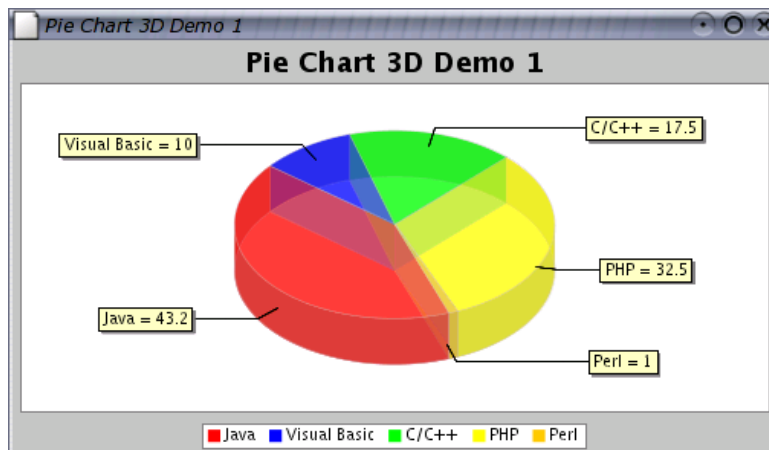 Pie Chart 3D Demo 1
Pie Chart 3D Demo 1
C/C++ = 17.5
Visual Basic = 10
PHP = 32.5
Java = 43.2
Perl = 1
Java Visual Basic C/C++ PHP Perl